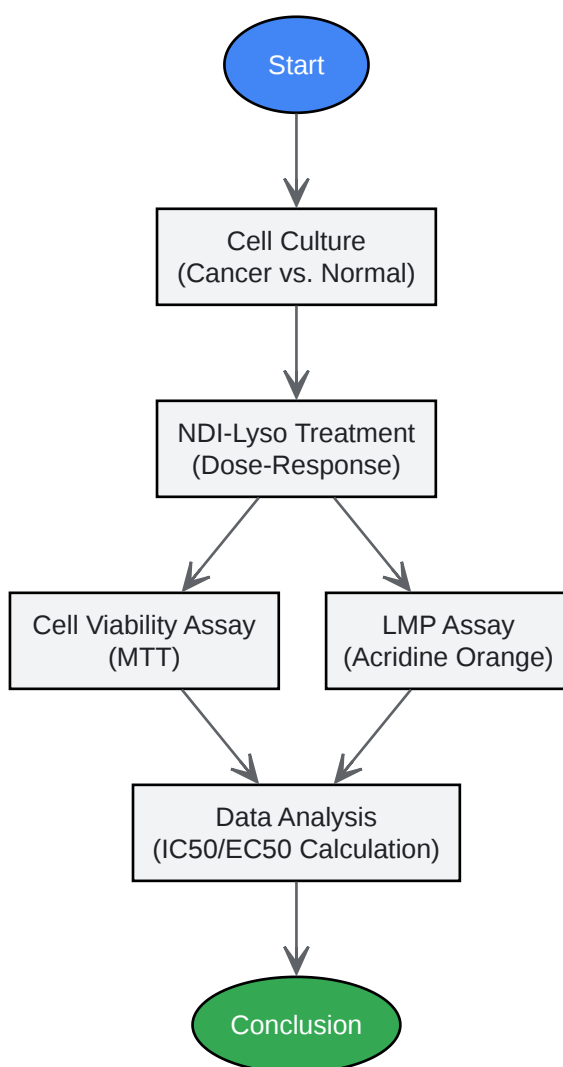 Start
Cell Culture
(Cancer vs. Normal)
NDI-Lyso Treatment
(Dose-Response)
Cell Viability Assay
(MTT)
LMP Assay
(Acridine Orange)
Data Analysis
(IC50/EC50 Calculation)
Conclusion